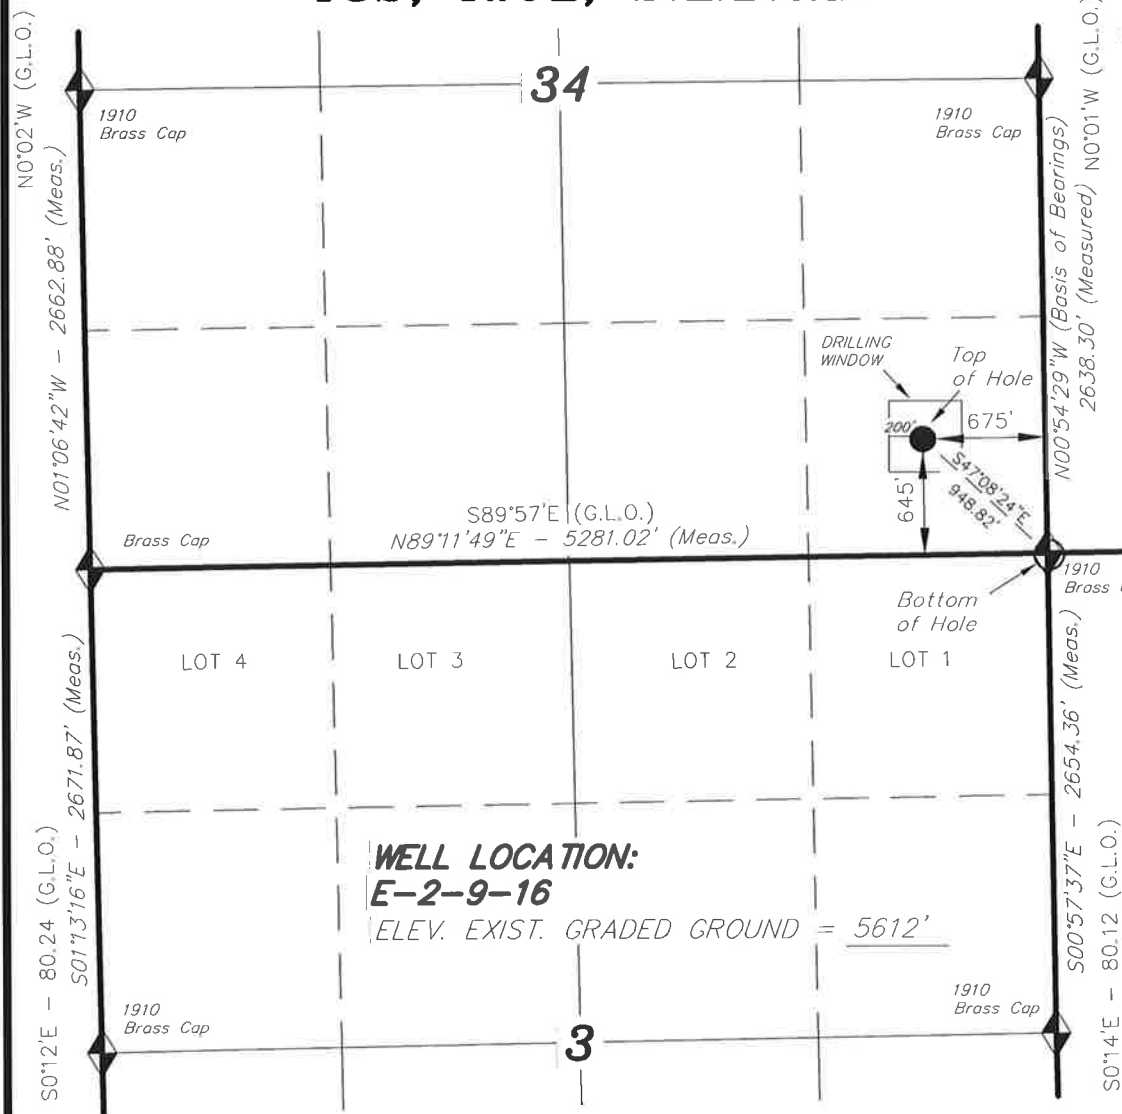 34
1910
Brass Cap
1910
Brass Cap
N0°02'W (G.L.O.)
N01°06'42"W - 2662.88' (Meas.)
N0°01'W (G.L.O.)
N00°54'29"W (Basis of Bearings)
2638.30' (Measured)
DRILLING
WINDOW
Top
of Hole
200'
675'
645'
S47°08'24"E
948.82'
S89°57'E (G.L.O.)
N89°11'49"E - 5281.02' (Meas.)
Brass Cap
1910
Brass
Bottom
of Hole
LOT 4
LOT 3
LOT 2
LOT 1
S0°12'E - 80.24 (G.L.O.)
S01°13'16"E - 2671.87' (Meas.)
S00°57'37"E - 2654.36' (Meas.)
S0°14'E - 80.12 (G.L.O.)
WELL LOCATION:
E-2-9-16
ELEV. EXIST. GRADED GROUND = 5612'
1910
Brass Cap
1910
Brass Cap
3